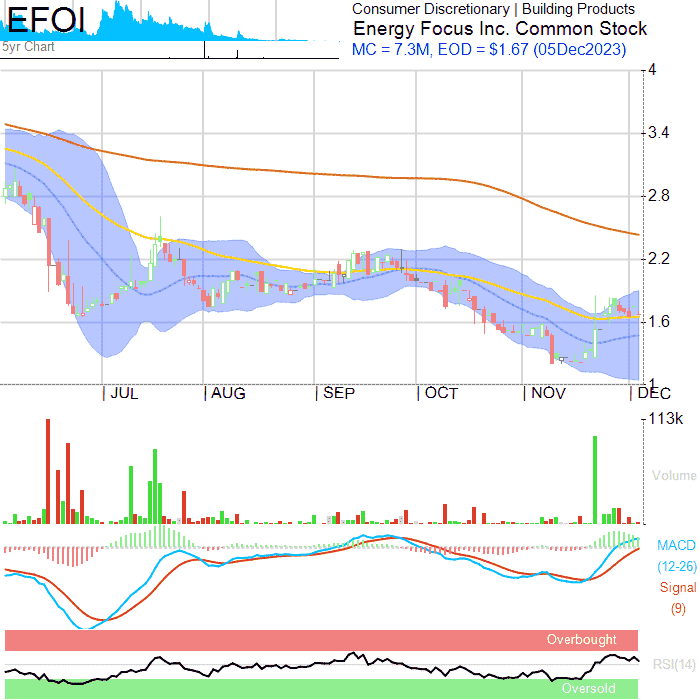 EFOI
5yr Chart
Consumer Discretionary | Building Products
Energy Focus Inc. Common Stock
MC = 7.3M, EOD = $1.67 (05Dec2023)
4
3.4
2.8
2.2
1.6
1
JUL
AUG
SEP
OCT
NOV
DEC
113k
Volume
MACD
(12-26)
Signal
(9)
Overbought
RSI(14)
Oversold